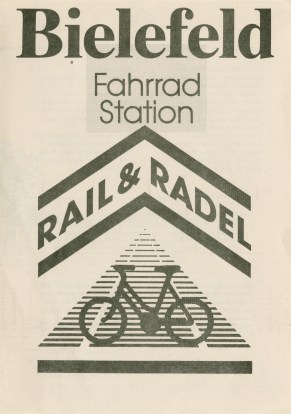 Bielefeld
Fahrrad
Station
RAIL & RADEL